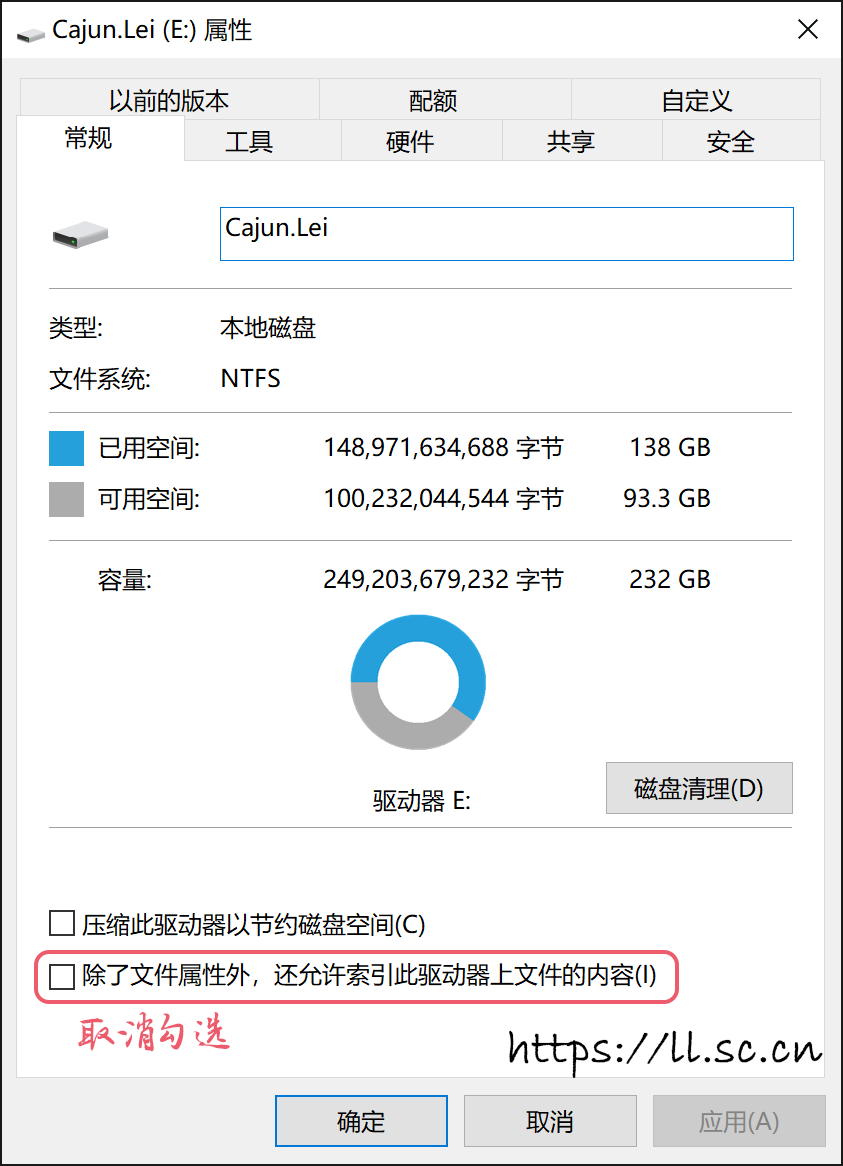 Cajun.Lei (E:) 属性
以前的版本 配额 自定义
常规 工具 硬件 共享 安全
Cajun.Lei
类型: 本地磁盘
文件系统: NTFS
已用空间: 148,971,634,688 字节 138 GB
可用空间: 100,232,044,544 字节 93.3 GB
容量: 249,203,679,232 字节 232 GB
驱动器 E:
磁盘清理(D)
压缩此驱动器以节约磁盘空间(C)
除了文件属性外，还允许索引此驱动器上文件的内容(I)
取消勾选
https://ll.sc.cn
确定 取消 应用(A)